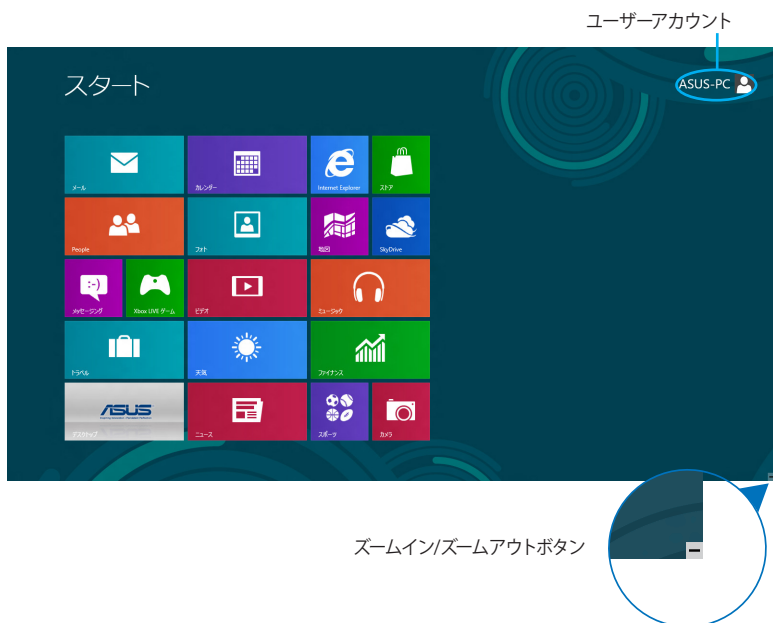 ユーザーアカウント
スタート
ASUS-PC
メール
カレンダー
Internet Explorer
ストア
People
フォト
地図
SkyDrive
メッセージング
Xbox LIVE ゲーム
ビデオ
ミュージック
トラベル
天気
ファイナンス
ASUS
デスクトップ
ニュース
スポーツ
カメラ
ズームイン/ズームアウトボタン